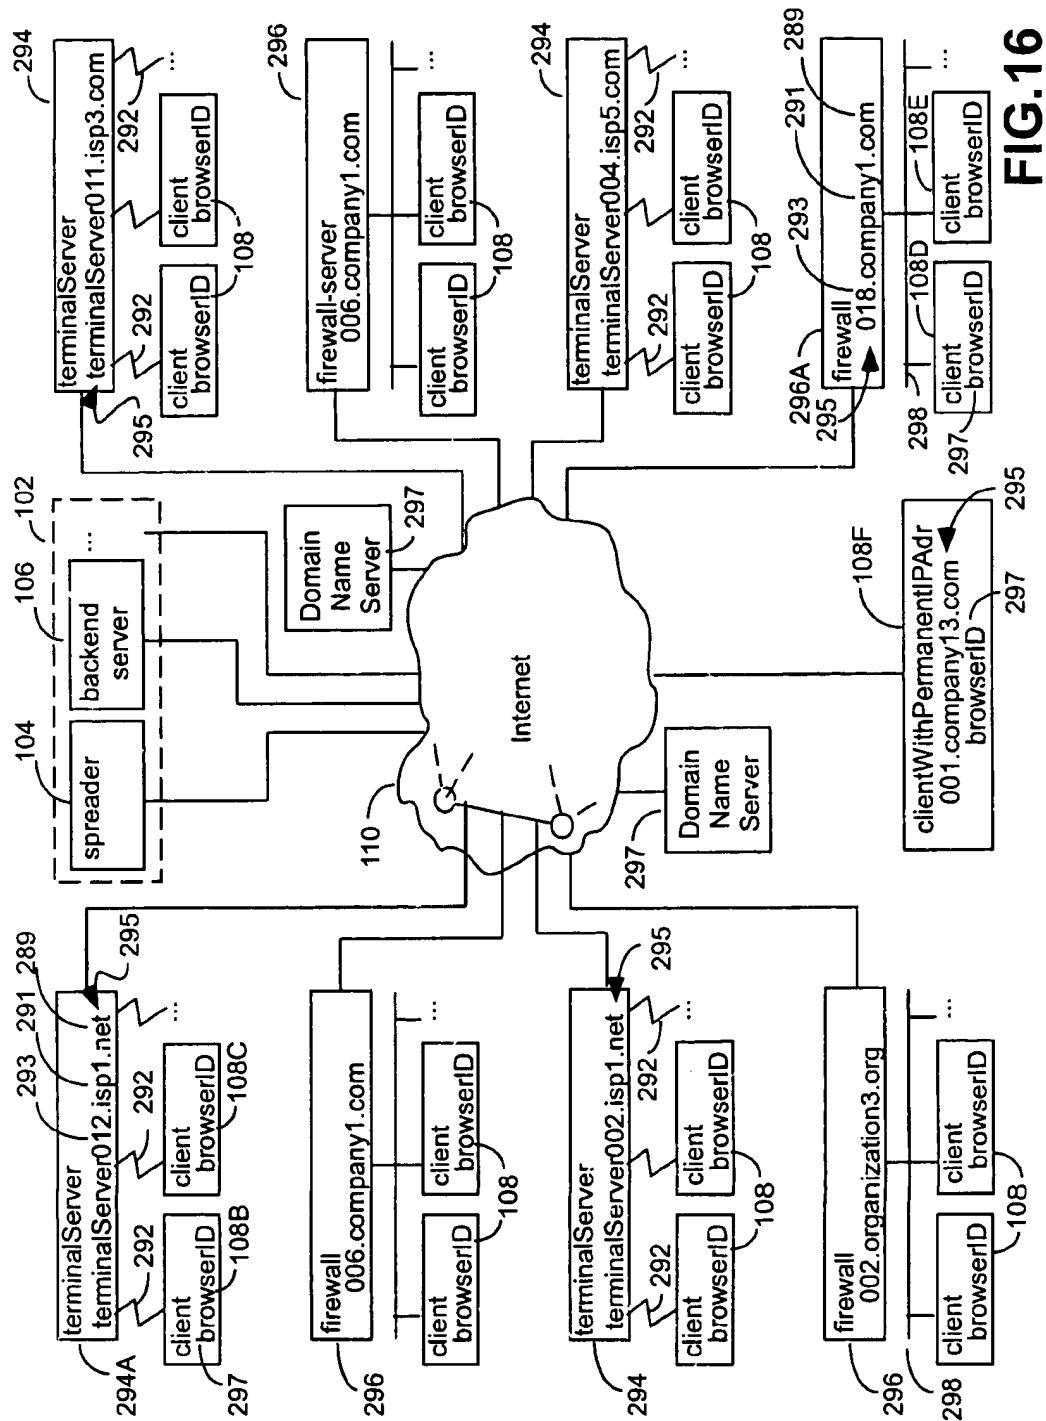 294A
293
291
289
terminalServer
terminalServer012.isp1.net
295
292
292
...
client
browserID
client
browserID
297
108B
108C
296
firewall
006.company1.com
...
client
browserID
client
browserID
108
294
terminalServer
terminalServer002.isp1.net
295
292
292
...
client
browserID
client
browserID
108
296
firewall
002.organization3.org
298
...
client
browserID
client
browserID
108
104
106
102
spreader
backend
server
...
Domain
Name
Server
297
110
Internet
297
Domain
Name
Server
108F
clientWithPermanentIPAdr
001.company13.com
browserID
295
297
294
terminalServer
terminalServer011.isp3.com
295
292
292
...
client
browserID
client
browserID
108
296
firewall-server
006.company1.com
...
client
browserID
client
browserID
108
294
terminalServer
terminalServer004.isp5.com
292
292
...
client
browserID
client
browserID
108
296A
293
291
289
firewall
018.company1.com
295
298
108D
108E
...
client
browserID
client
browserID
297
FIG.16